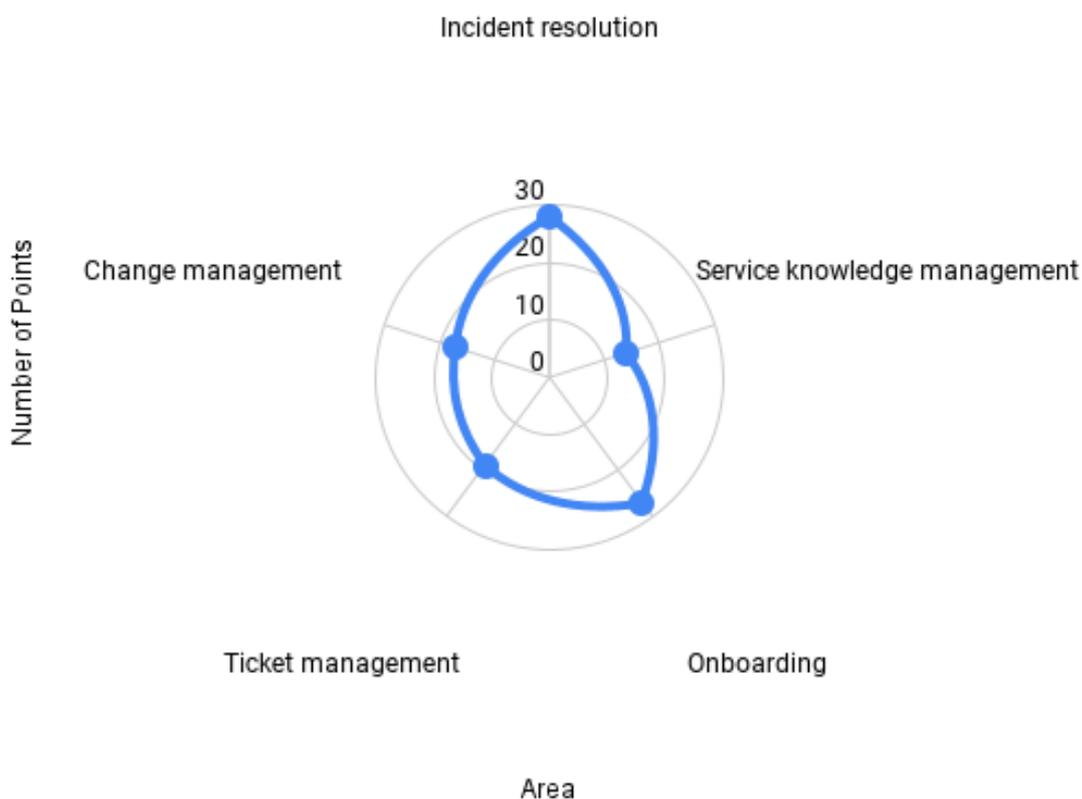 Incident resolution
30
20
10
0
Change management
Service knowledge management
Number of Points
Ticket management
Onboarding
Area